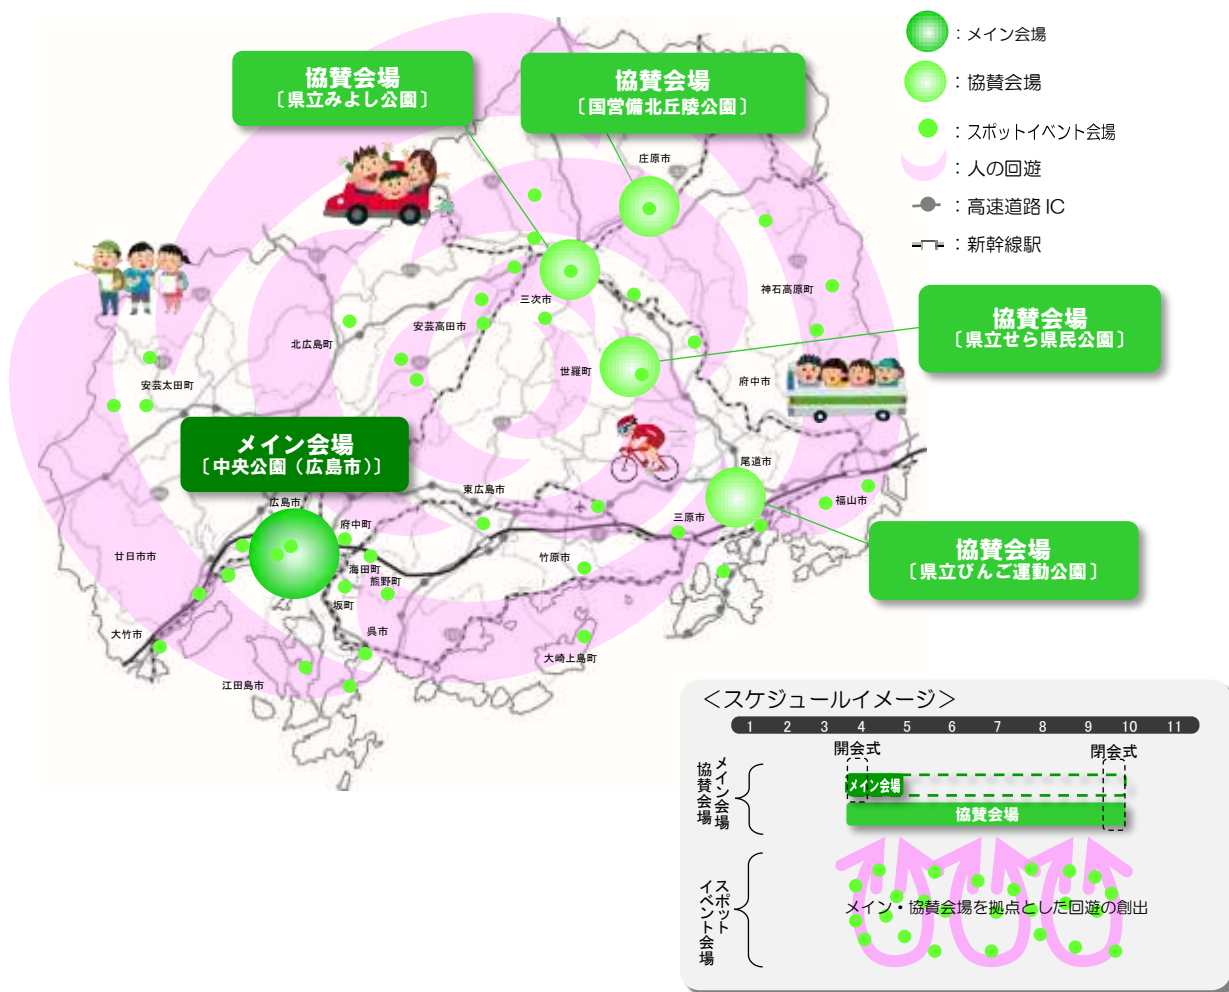 協賛会場
〔県立みよし公園〕
協賛会場
〔国営備北丘陵公園〕
：メイン会場
：協賛会場
：スポットイベント会場
：人の回遊
：高速道路 IC
：新幹線駅
庄原市
三次市
神石高原町
安芸高田市
北広島町
協賛会場
〔県立せら県民公園〕
世羅町
府中市
安芸太田町
メイン会場
〔中央公園（広島市）〕
尾道市
東広島市
広島市
福山市
三原市
府中町
廿日市市
海田町
熊野町
竹原市
坂町
協賛会場
〔県立びんご運動公園〕
大竹市
呉市
大崎上島町
江田島市
＜スケジュールイメージ＞
1 2 3 4 5 6 7 8 9 10 11
開会式
閉会式
メイン会場
協賛会場
メイン会場
協賛会場
スポット
イベント会場
メイン・協賛会場を拠点とした回遊の創出